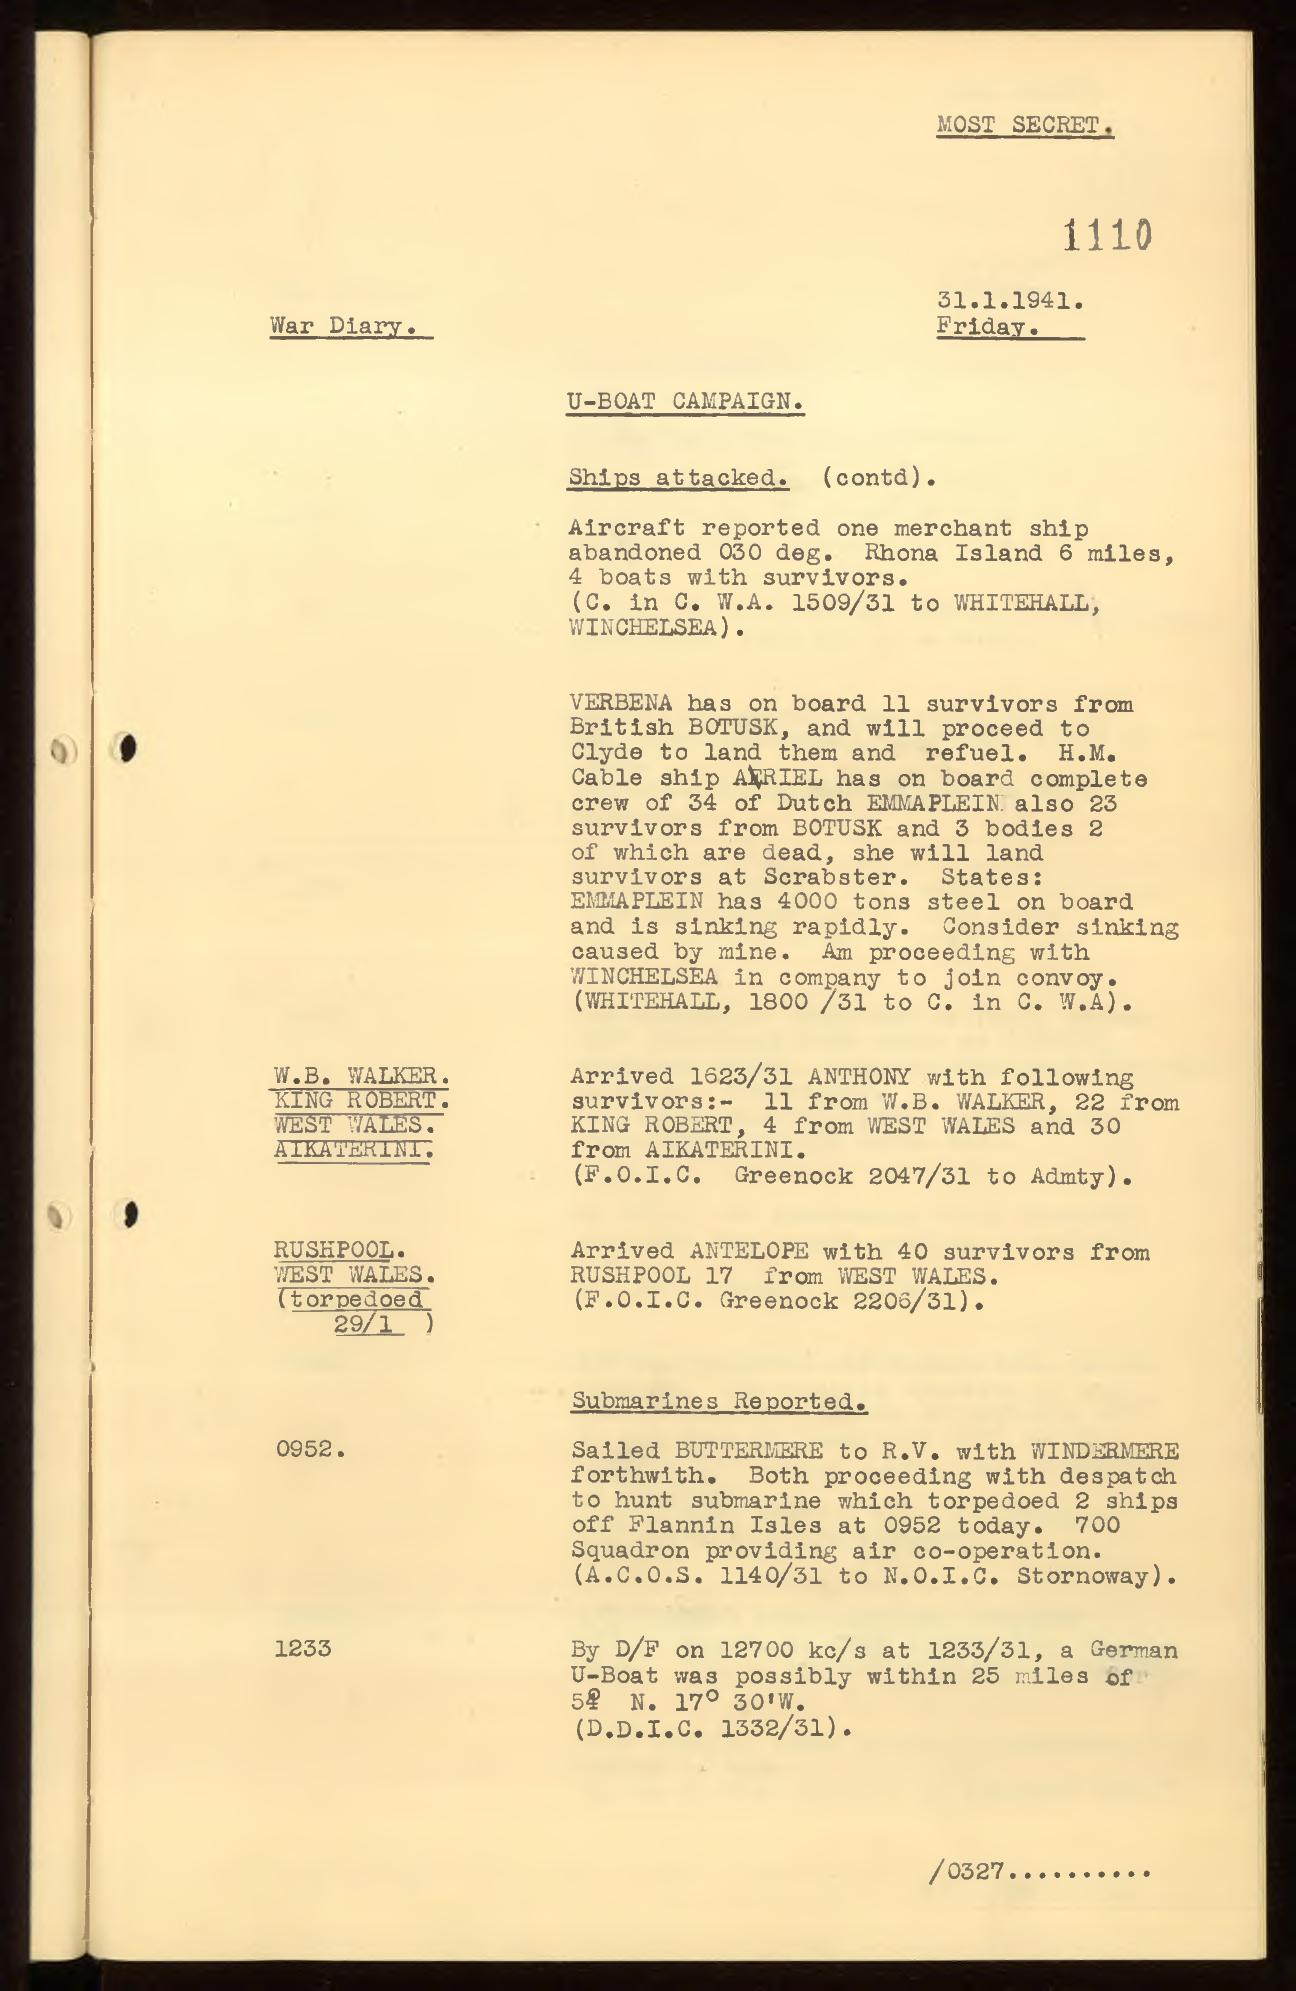 MOST SECRET.
1110
31.1.1941.
War Diary.
Friday.
U-BOAT CAMPAIGN.
Ships attacked. (contd).
Aircraft reported one merchant ship
abandoned 030 deg. Rhona Island 6 miles,
4 boats with survivors.
(C. in C. W.A. 1509/31 to WHITEHALL,
WINCHELSEA).
VERBENA has on board 11 survivors from
British BOTUSK, and will proceed to
Clyde to land them and refuel. H.M.
Cable ship ARIEL has on board complete
crew of 34 of Dutch EMMAPLEIN also 23
survivors from BOTUSK and 3 bodies 2
of which are dead, she will land
survivors at Scrabster. States:
EMMAPLEIN has 4000 tons steel on board
and is sinking rapidly. Consider sinking
caused by mine. Am proceeding with
WINCHELSEA in company to join convoy.
(WHITEHALL, 1800 /31 to C. in C. W.A).
W.B. WALKER.
KING ROBERT.
WEST WALES.
AIKATERINI.
Arrived 1623/31 ANTHONY with following
survivors:- 11 from W.B. WALKER, 22 from
KING ROBERT, 4 from WEST WALES and 30
from AIKATERINI.
(F.O.I.C. Greenock 2047/31 to Admty).
RUSHPOOL.
WEST WALES.
(torpedoed
29/1 )
Arrived ANTELOPE with 40 survivors from
RUSHPOOL 17 from WEST WALES.
(F.O.I.C. Greenock 2206/31).
Submarines Reported.
0952.
Sailed BUTTERMERE to R.V. with WINDERMERE
forthwith. Both proceeding with despatch
to hunt submarine which torpedoed 2 ships
off Flannin Isles at 0952 today. 700
Squadron providing air co-operation.
(A.C.O.S. 1140/31 to N.O.I.C. Stornoway).
1233
By D/F on 12700 kc/s at 1233/31, a German
U-Boat was possibly within 25 miles of
N. 17° 30'W.
(D.D.I.C. 1332/31).
/0327..........